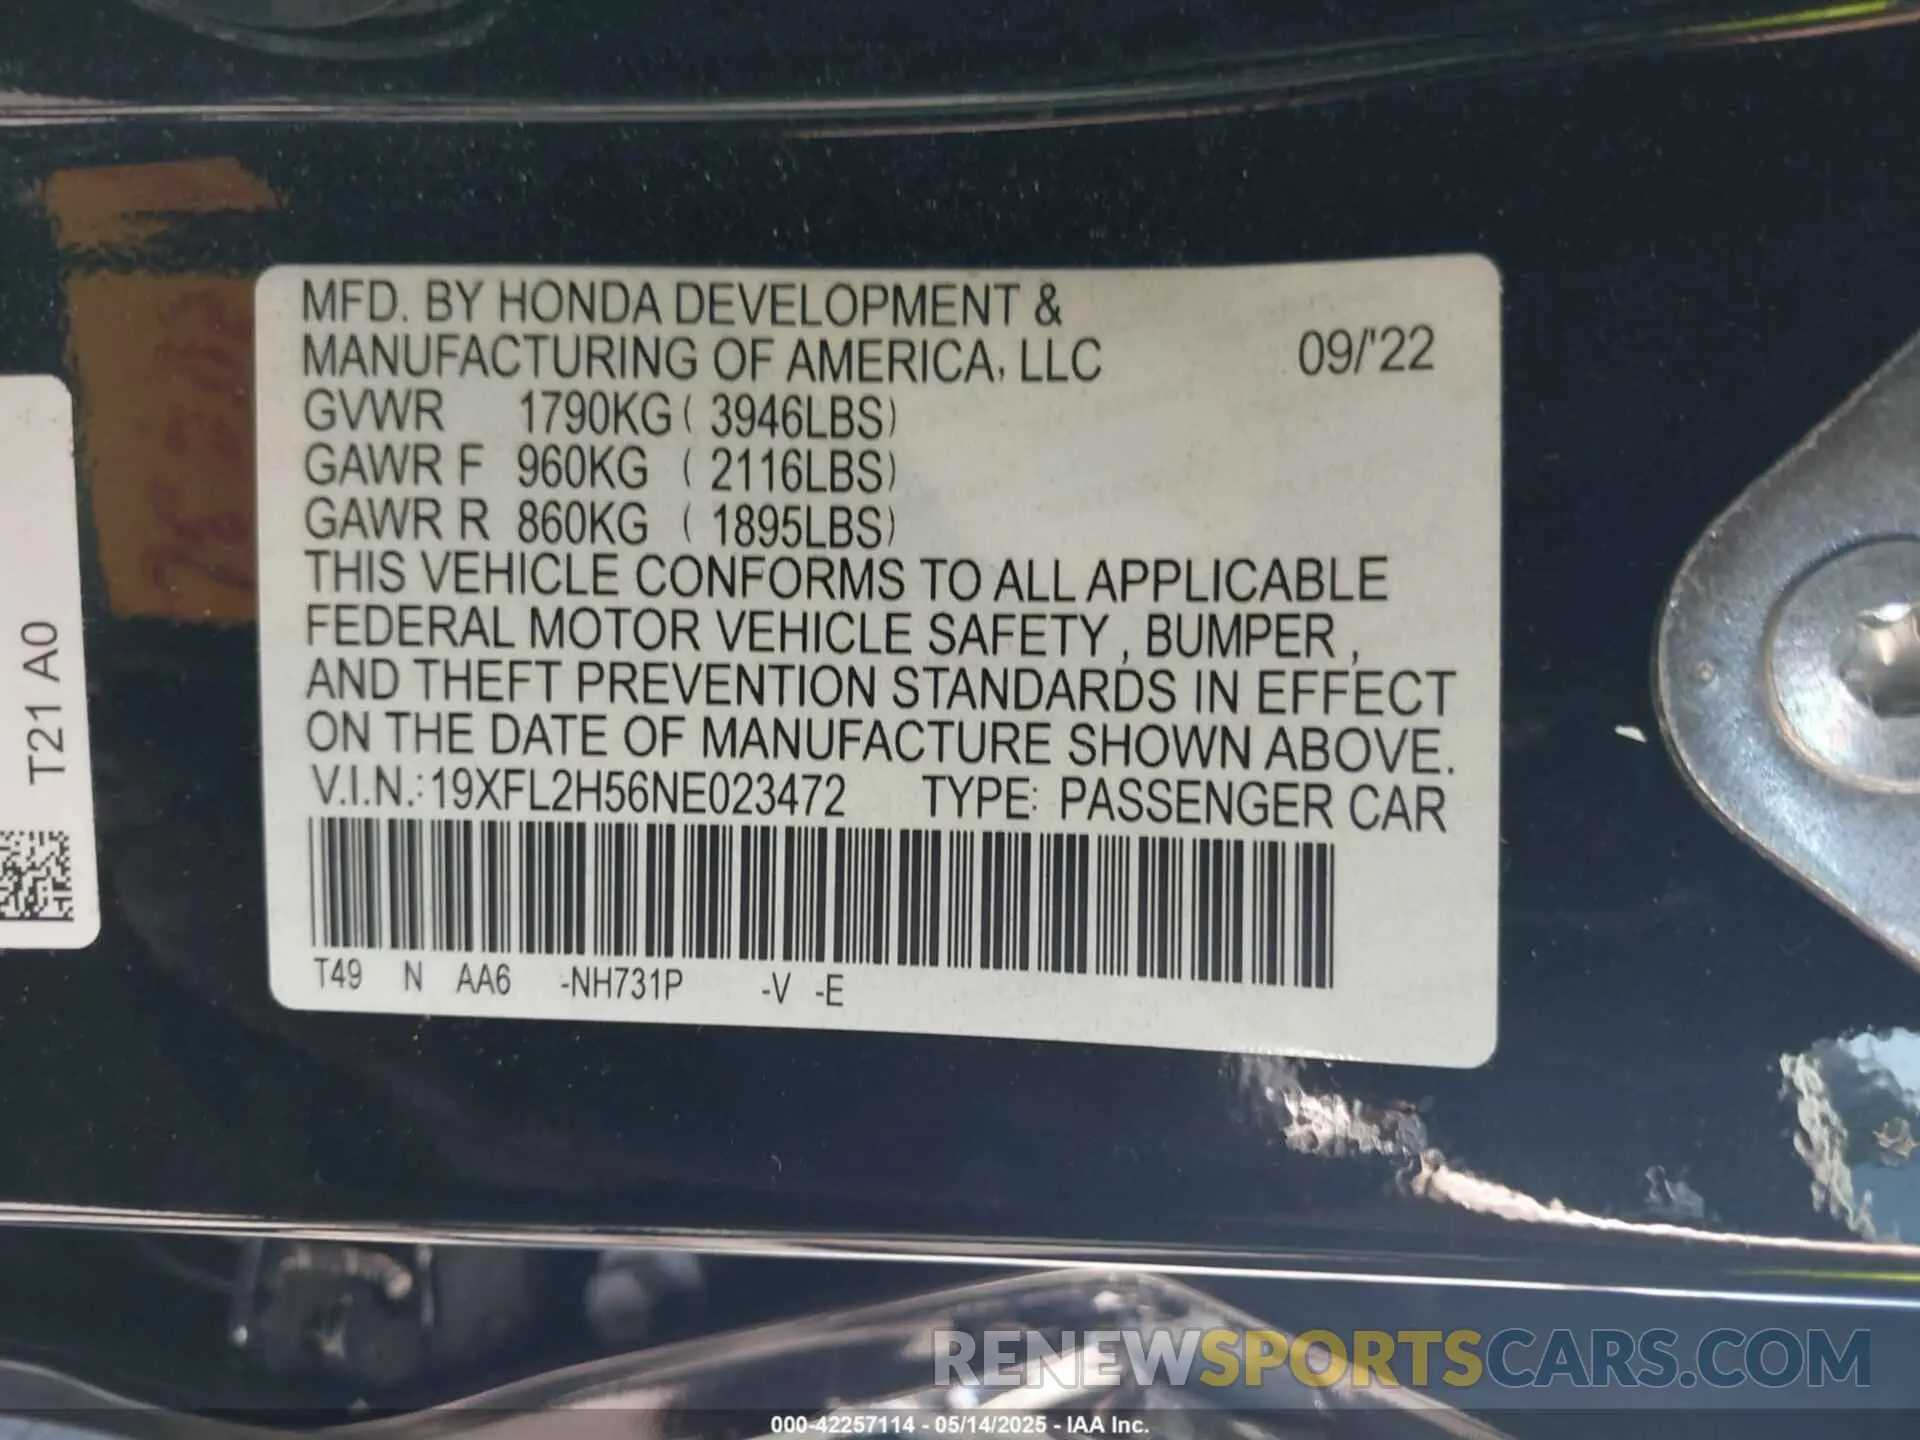 MFD. BY HONDA DEVELOPMENT &
MANUFACTURING OF AMERICA, LLC 09/'22
GVWR 1790KG ( 3946LBS)
GAWR F 960KG ( 2116LBS)
GAWR R 860KG ( 1895LBS)
THIS VEHICLE CONFORMS TO ALL APPLICABLE
FEDERAL MOTOR VEHICLE SAFETY , BUMPER ,
AND THEFT PREVENTION STANDARDS IN EFFECT
ON THE DATE OF MANUFACTURE SHOWN ABOVE.
V.I.N.: 19XFL2H56NE023472 TYPE: PASSENGER CAR
T49 N AA6 -NH731P -V -E
T21 A0
RENEWSPORTSCARS.COM
000-42257114 - 05/14/2025 - IAA Inc.